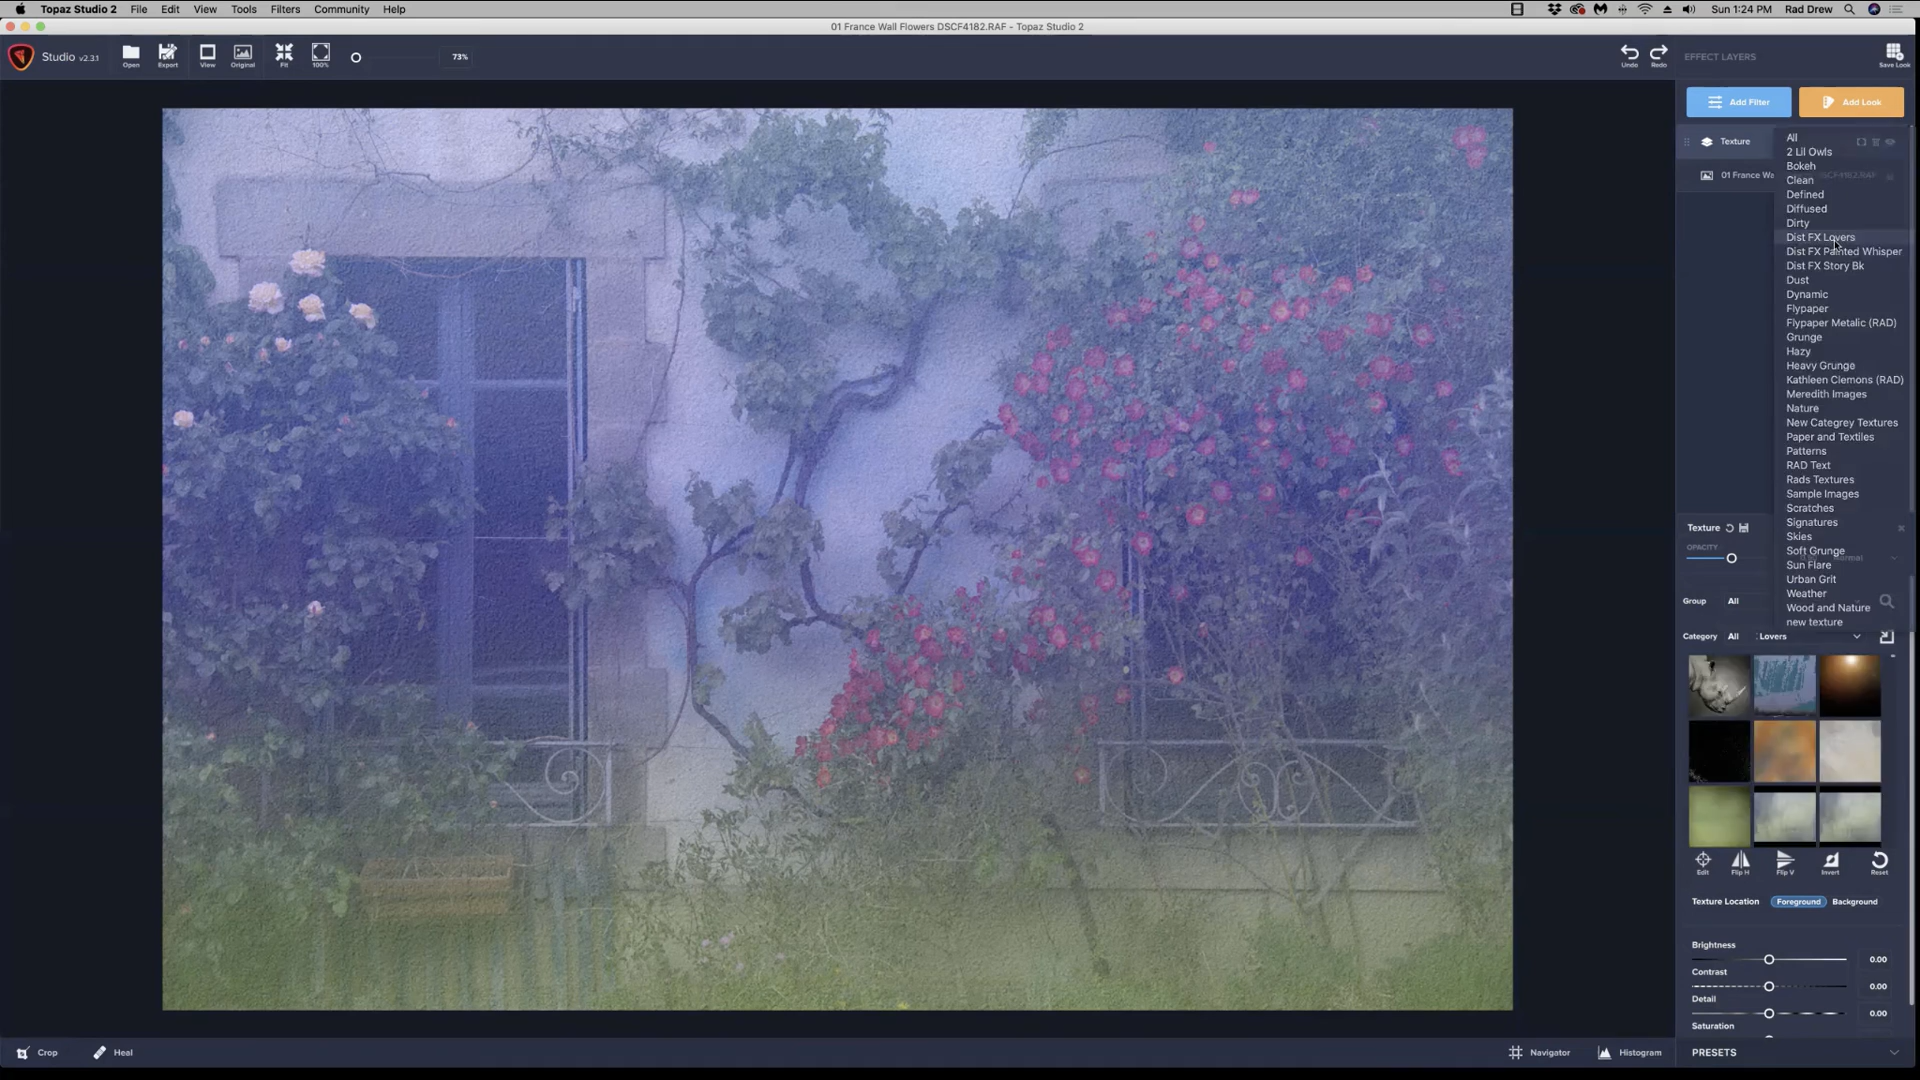 Topaz Studio 2 File Edit View Tools Filters Community Help Sun 1:24 PM Rad Drew
01 France Wall Flowers DSCF4182.RAF - Topaz Studio 2
Studio v2.3.1 Open Export View Original Fit 100% 73% Undo Redo EFFECT LAYERS Save Look
Add Filter Add Look
Texture
01 France Wa
All
2 Lil Owls
Bokeh
Clean
Defined
Diffused
Dirty
Dist FX Lovers
Dist FX Painted Whisper
Dist FX Story Bk
Dust
Dynamic
Flypaper
Flypaper Metalic (RAD)
Grunge
Hazy
Heavy Grunge
Kathleen Clemons (RAD)
Meredith Images
Nature
New Categrey Textures
Paper and Textiles
Patterns
RAD Text
Rads Textures
Sample Images
Scratches
Signatures
Skies
Soft Grunge
Sun Flare
Urban Grit
Weather
Wood and Nature
new texture
Texture
OPACITY
Group All
Category All Lovers
Edit Flip H Flip V Invert Reset
Texture Location Foreground Background
Brightness 0.00
Contrast 0.00
Detail 0.00
Saturation
Crop Heal Navigator Histogram PRESETS